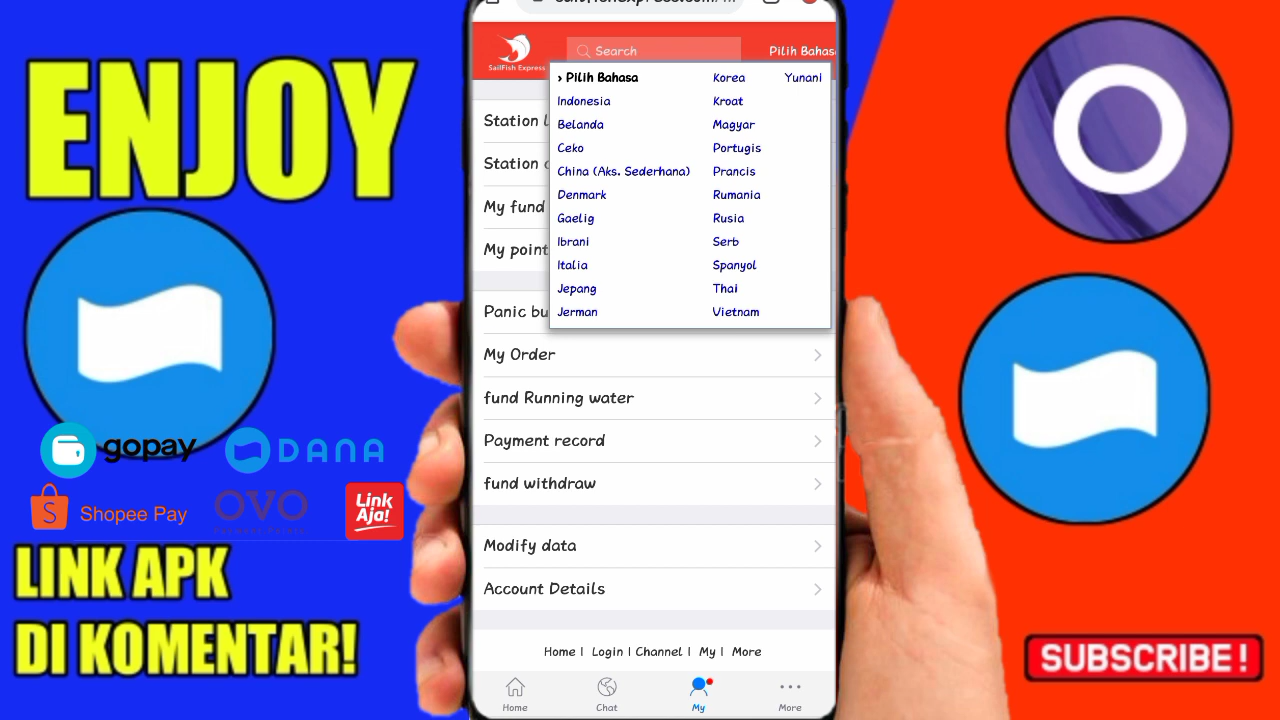 ENJOY
gopay
DANA
Shopee Pay
OVO
Link
Aja!
LINK APK
DI KOMENTAR!
SailFish Express
Search
Pilih Bahasa
› Pilih Bahasa
Korea
Yunani
Indonesia
Kroat
Belanda
Magyar
Ceko
Portugis
China (Aks. Sederhana)
Prancis
Denmark
Rumania
Gaelig
Rusia
Ibrani
Serb
Italia
Spanyol
Jepang
Thai
Jerman
Vietnam
Station
Station
My fund
My point
Panic bu
My Order
fund Running water
Payment record
fund withdraw
Modify data
Account Details
Home | Login | Channel | My | More
Home
Chat
My
More
SUBSCRIBE!